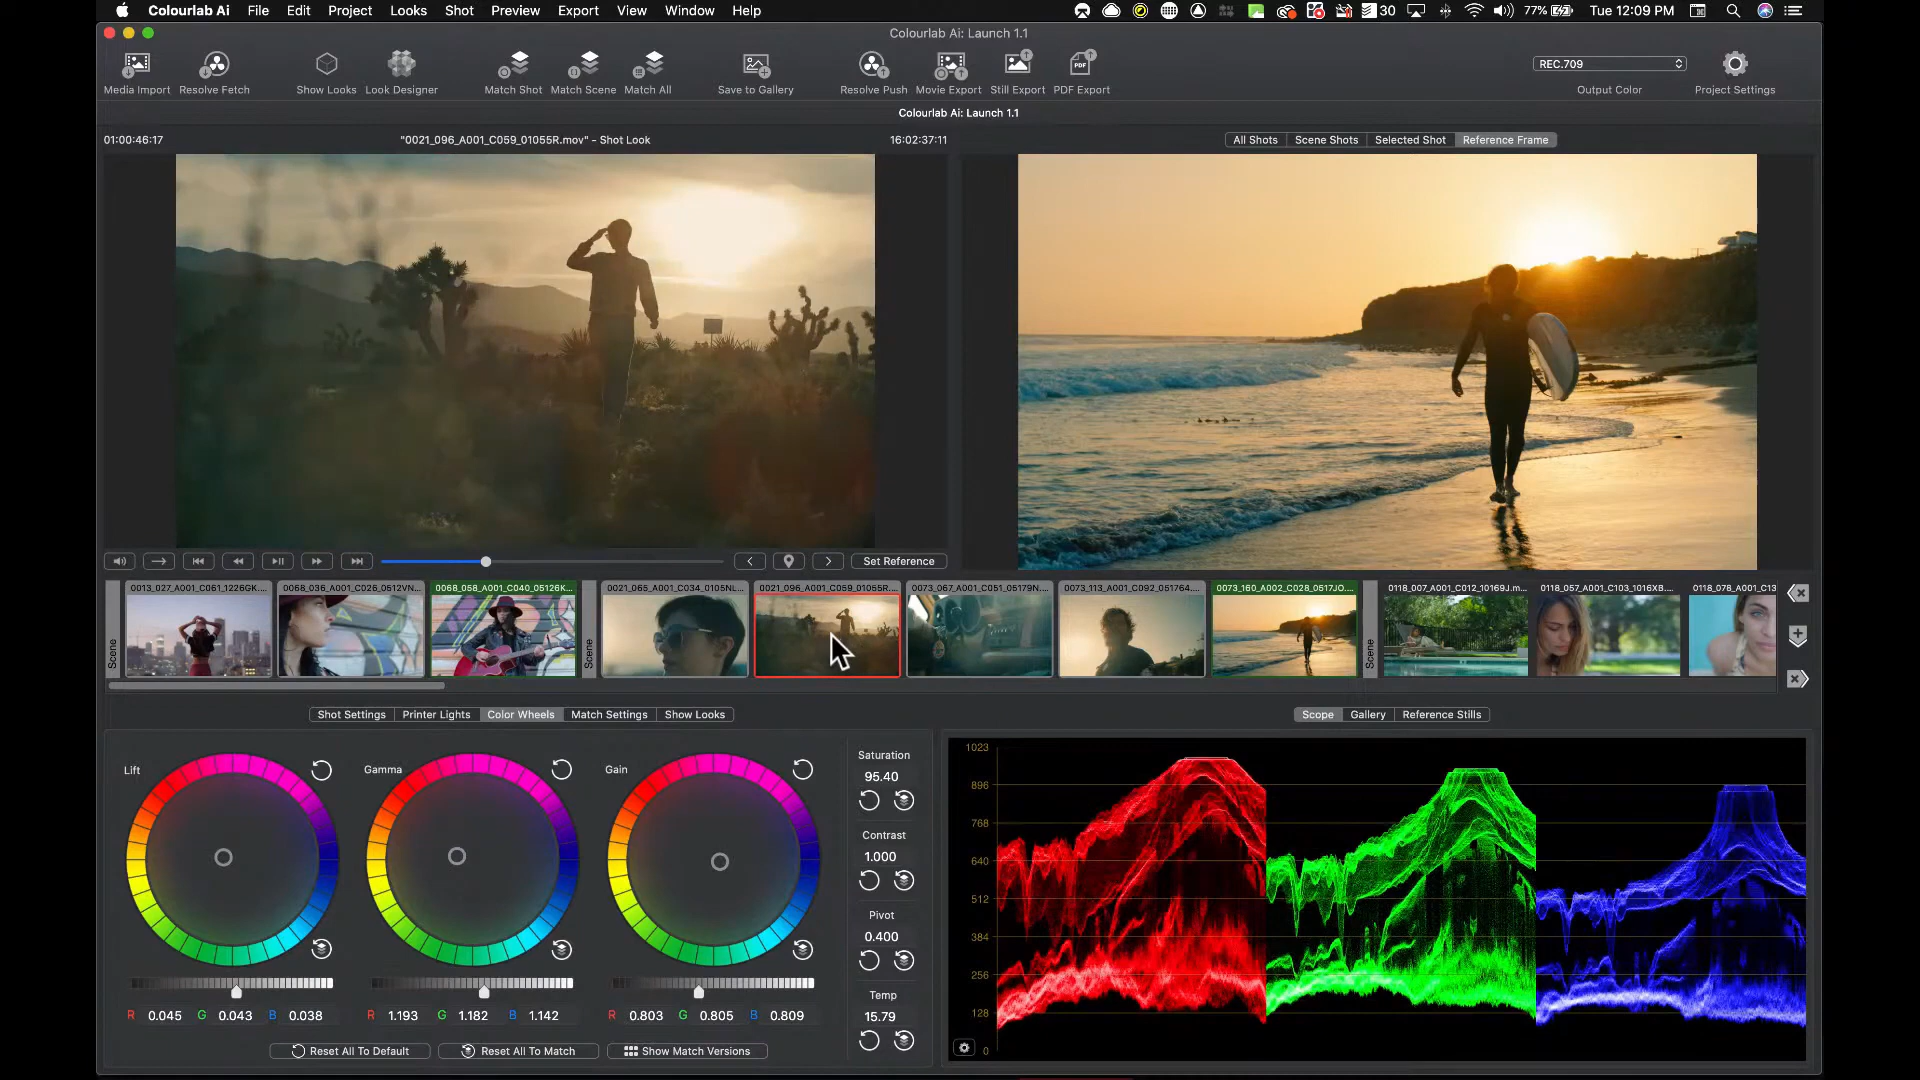 Colourlab Ai File Edit Project Looks Shot Preview Export View Window Help 30 77% Tue 12:09 PM
Colourlab Ai: Launch 1.1
Media Import Resolve Fetch Show Looks Look Designer Match Shot Match Scene Match All Save to Gallery Resolve Push Movie Export Still Export PDF PDF Export REC.709 Output Color Project Settings
Colourlab Ai: Launch 1.1
01:00:46:17 "0021_096_A001_C059_01055R.mov" - Shot Look 16:02:37:11 All Shots Scene Shots Selected Shot Reference Frame
Set Reference
0013_027_A001_C061_1226GK... 0068_036_A001_C026_0512VN... 0068_058_A001_C040_05126K... 0021_065_A001_C034_0105NL... 0021_096_A001_C059_01055R.... 0073_067_A001_C051_05179N... 0073_113_A001_C092_051764.... 0073_160_A002_C028_0517JO.... 0118_007_A001_C012_10169J.m... 0118_057_A001_C103_1016XB.... 0118_076_A001_C13
Scene Scene Scene
Shot Settings Printer Lights Color Wheels Match Settings Show Looks Scope Gallery Reference Stills
Lift Gamma Gain
Saturation
95.40
Contrast
1.000
Pivot
0.400
Temp
15.79
R 0.045 G 0.043 B 0.038 R 1.193 G 1.182 B 1.142 R 0.803 G 0.805 B 0.809
Reset All To Default Reset All To Match Show Match Versions
1023
896
768
640
512
384
256
128
0